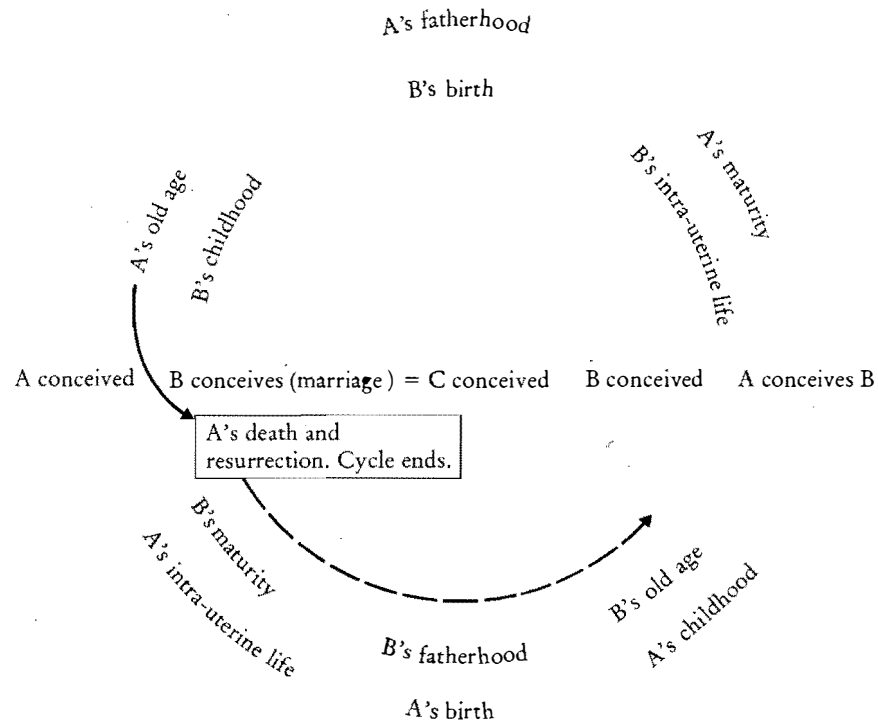 A's fatherhood
B's birth
A's old age
B's childhood
A's maturity
B's intra-uterine life
A conceived
B conceives (marriage) = C conceived
B conceived
A conceives B
A's death and
resurrection. Cycle ends.
B's maturity
A's intra-uterine life
B's old age
A's childhood
B's fatherhood
A's birth